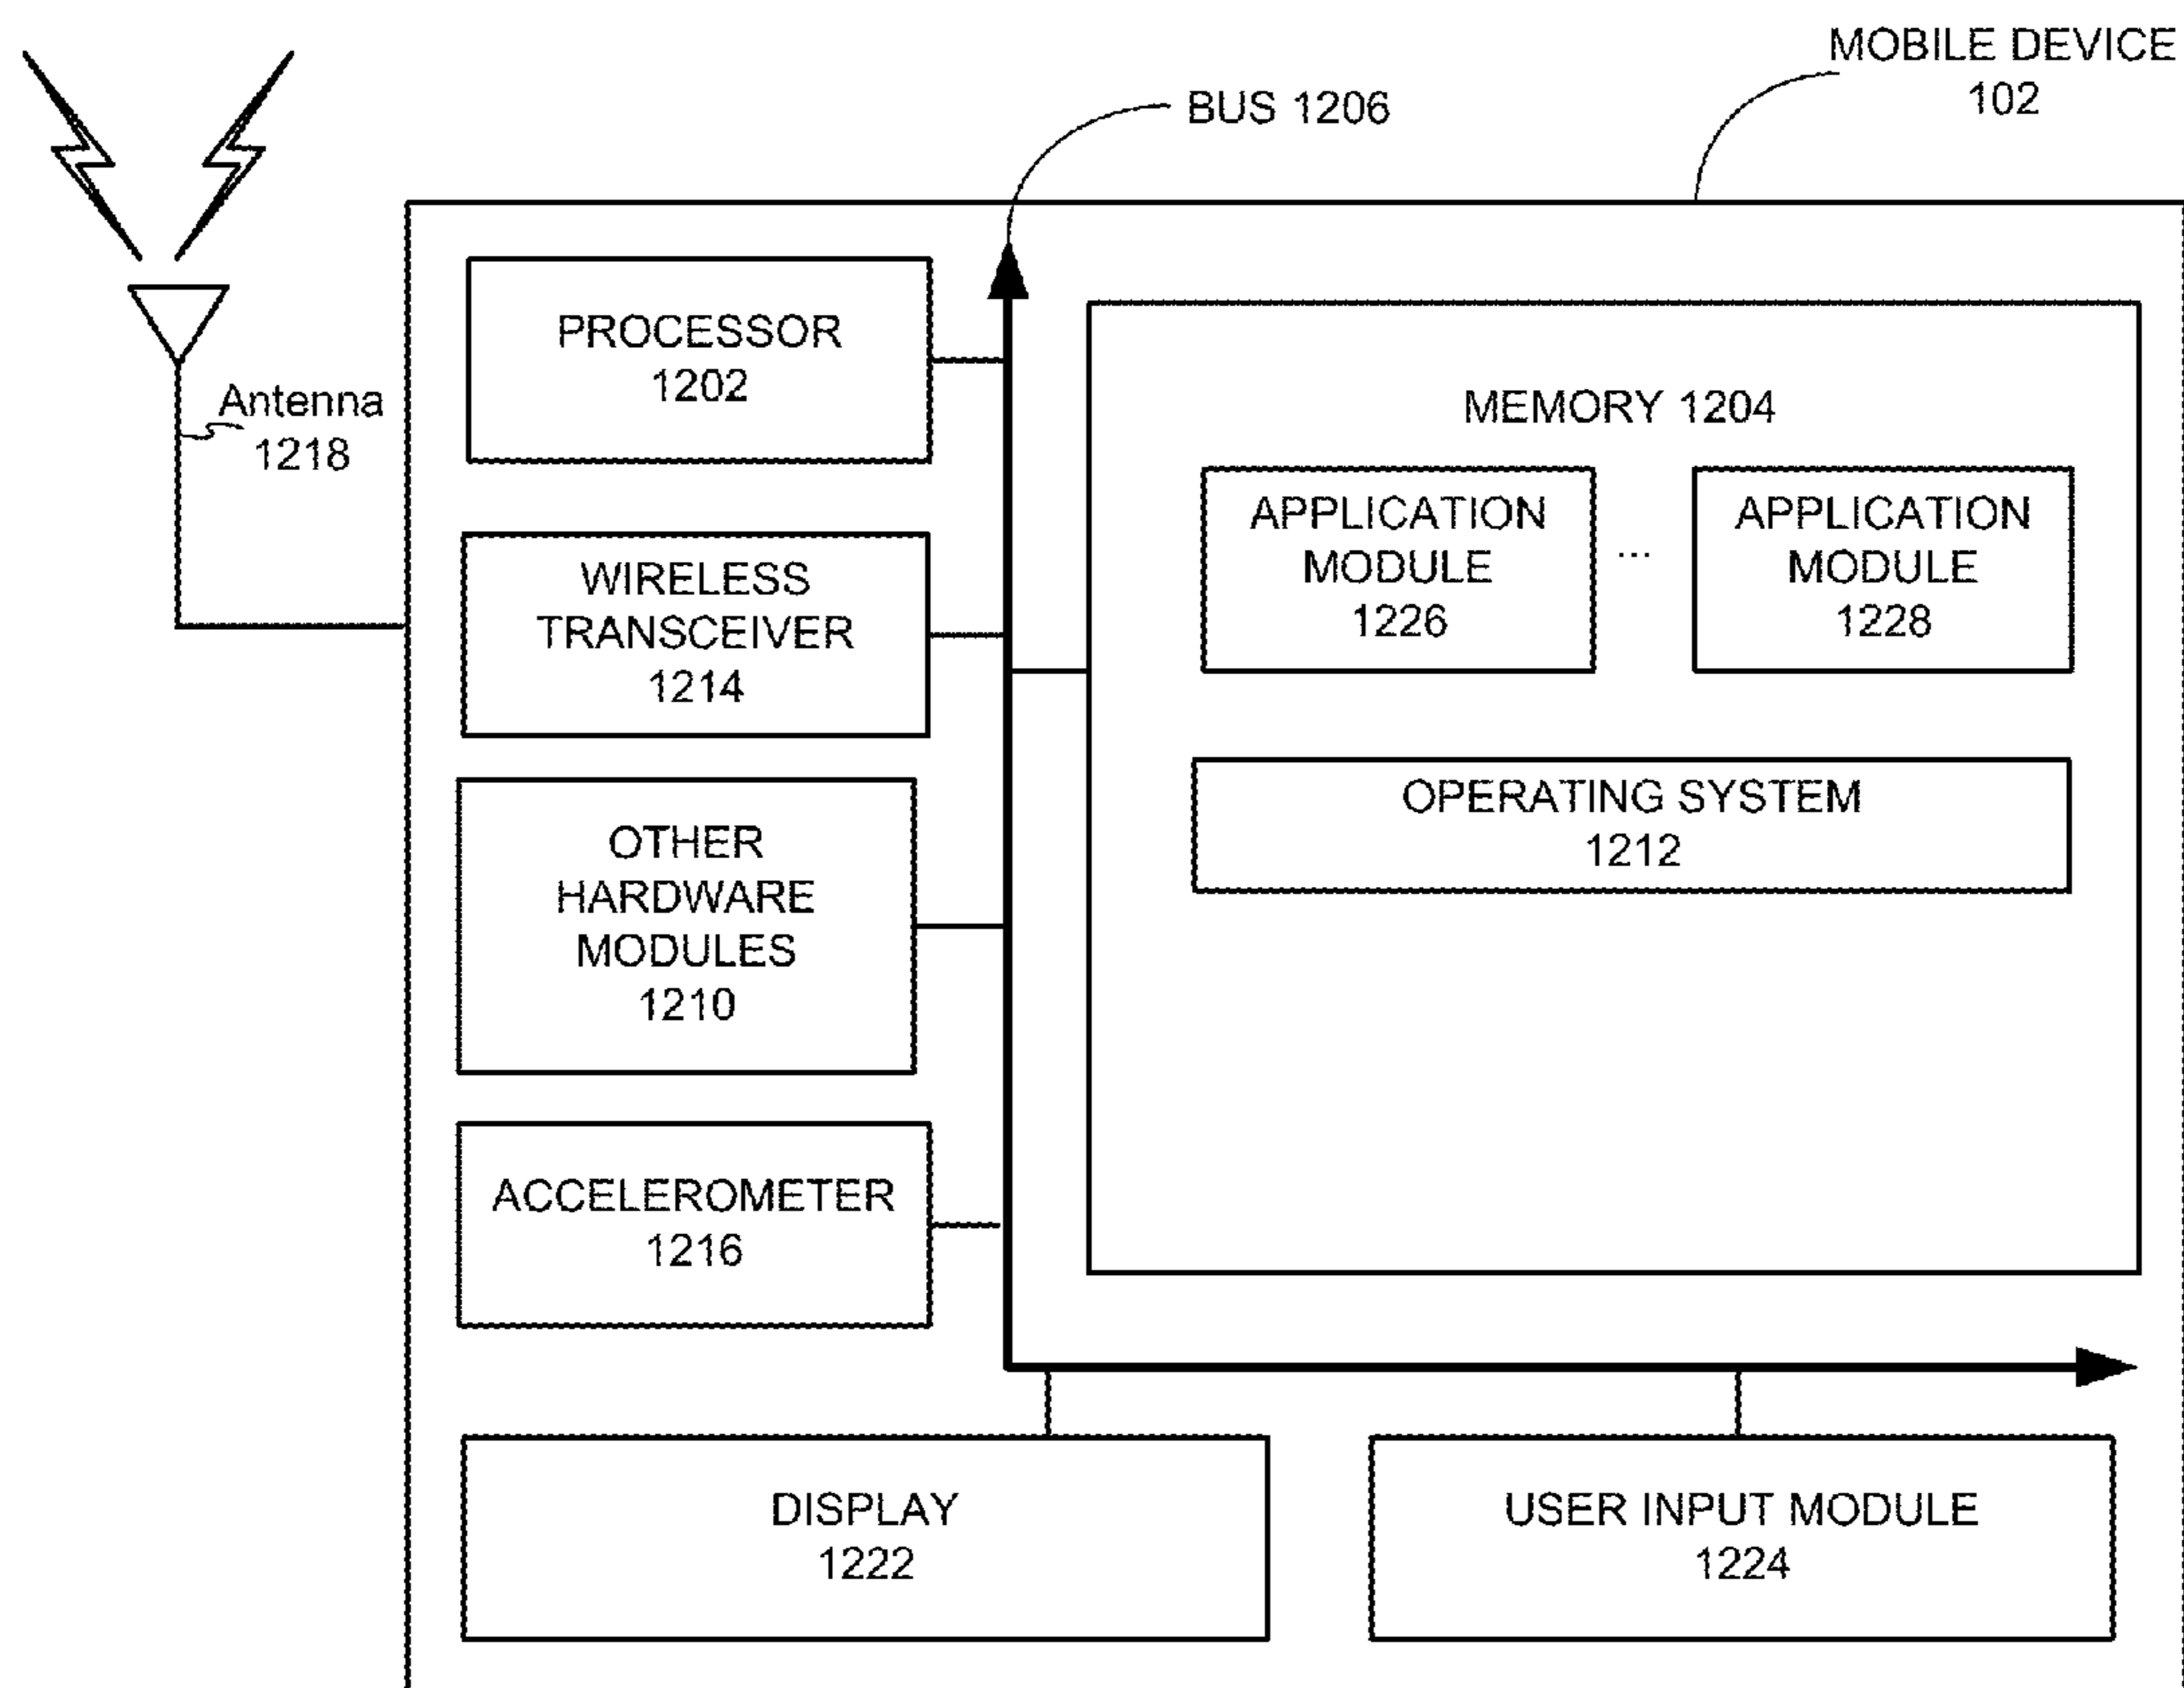 MOBILE DEVICE
102
BUS 1206
Antenna
1218
PROCESSOR
1202
WIRELESS
TRANSCEIVER
1214
OTHER
HARDWARE
MODULES
1210
ACCELEROMETER
1216
MEMORY 1204
APPLICATION
MODULE
1226
...
APPLICATION
MODULE
1228
OPERATING SYSTEM
1212
DISPLAY
1222
USER INPUT MODULE
1224